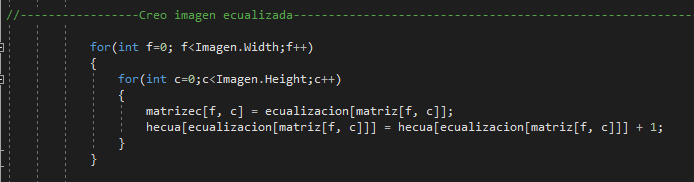 //-----------------Creo imagen ecualizada---------------------------------------------------------
for(int f=0; f<Imagen.Width;f++)
{
for(int c=0;c<Imagen.Height;c++)
{
matrizec[f, c] = ecualizacion[matriz[f, c]];
hecua[ecualizacion[matriz[f, c]]] = hecua[ecualizacion[matriz[f, c]]] + 1;
}
}